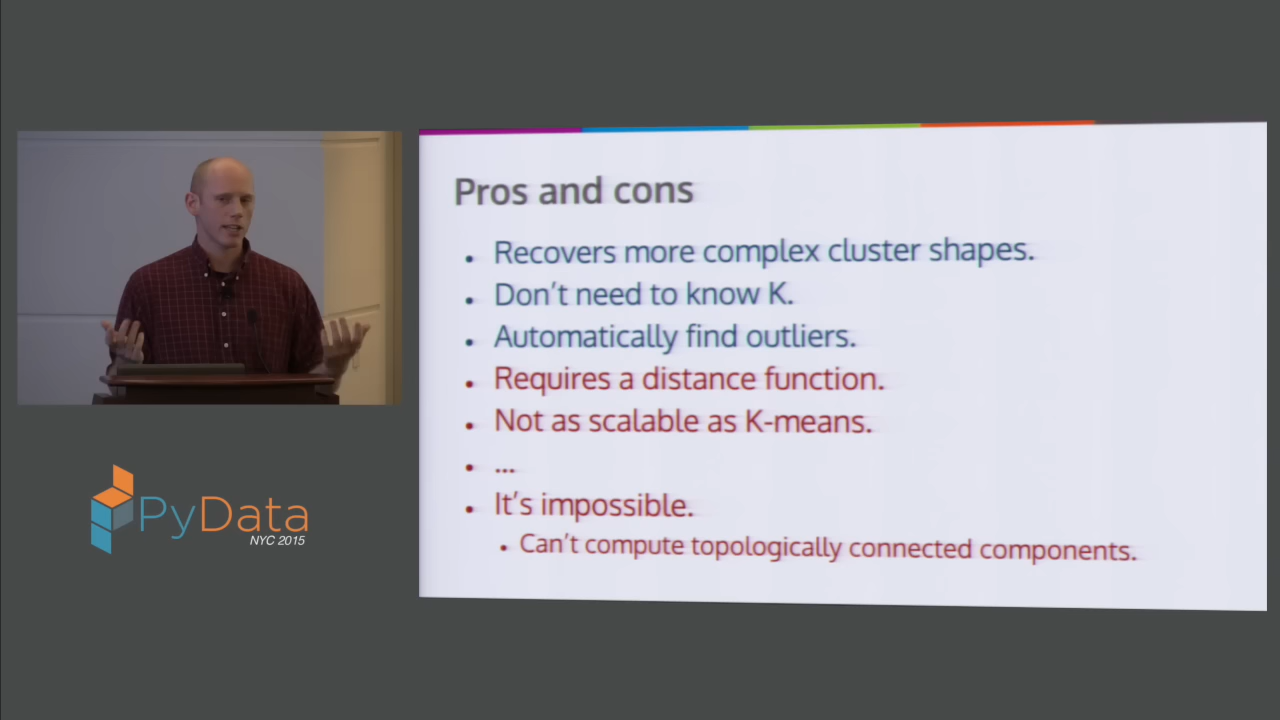 Pros and cons
Recovers more complex cluster shapes.
Don't need to know K.
Automatically find outliers.
Requires a distance function.
Not as scalable as K-means.
...
It's impossible.
Can't compute topologically connected components.
PyData
NYC 2015